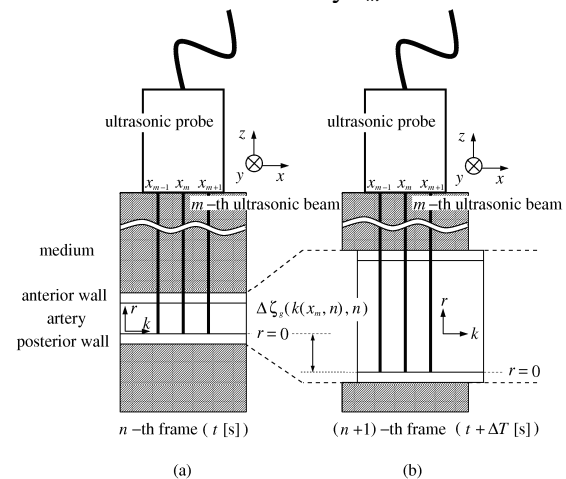 ultrasonic probe
z
y
x
x_{m-1} x_m x_{m+1}
m-th ultrasonic beam
medium
anterior wall
artery
posterior wall
r
k
Δζ_g(k(x_m, n), n)
r=0
n-th frame (t [s])
(a)
ultrasonic probe
z
y
x
x_{m-1} x_m x_{m+1}
m-th ultrasonic beam
r
k
r=0
(n+1)-th frame (t+ΔT [s])
(b)